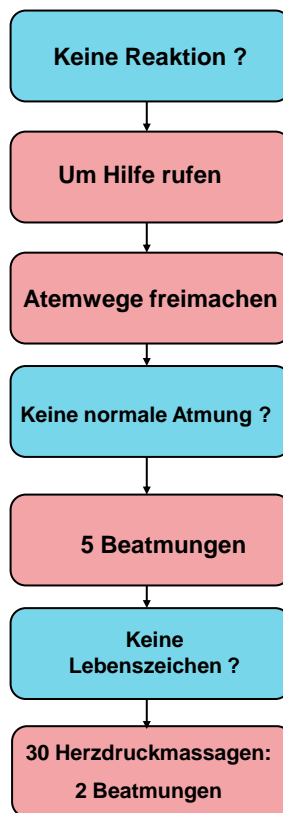 Keine Reaktion ?
Um Hilfe rufen
Atemwege freimachen
Keine normale Atmung ?
5 Beatmungen
Keine
Lebenszeichen ?
30 Herzdruckmassagen:
2 Beatmungen